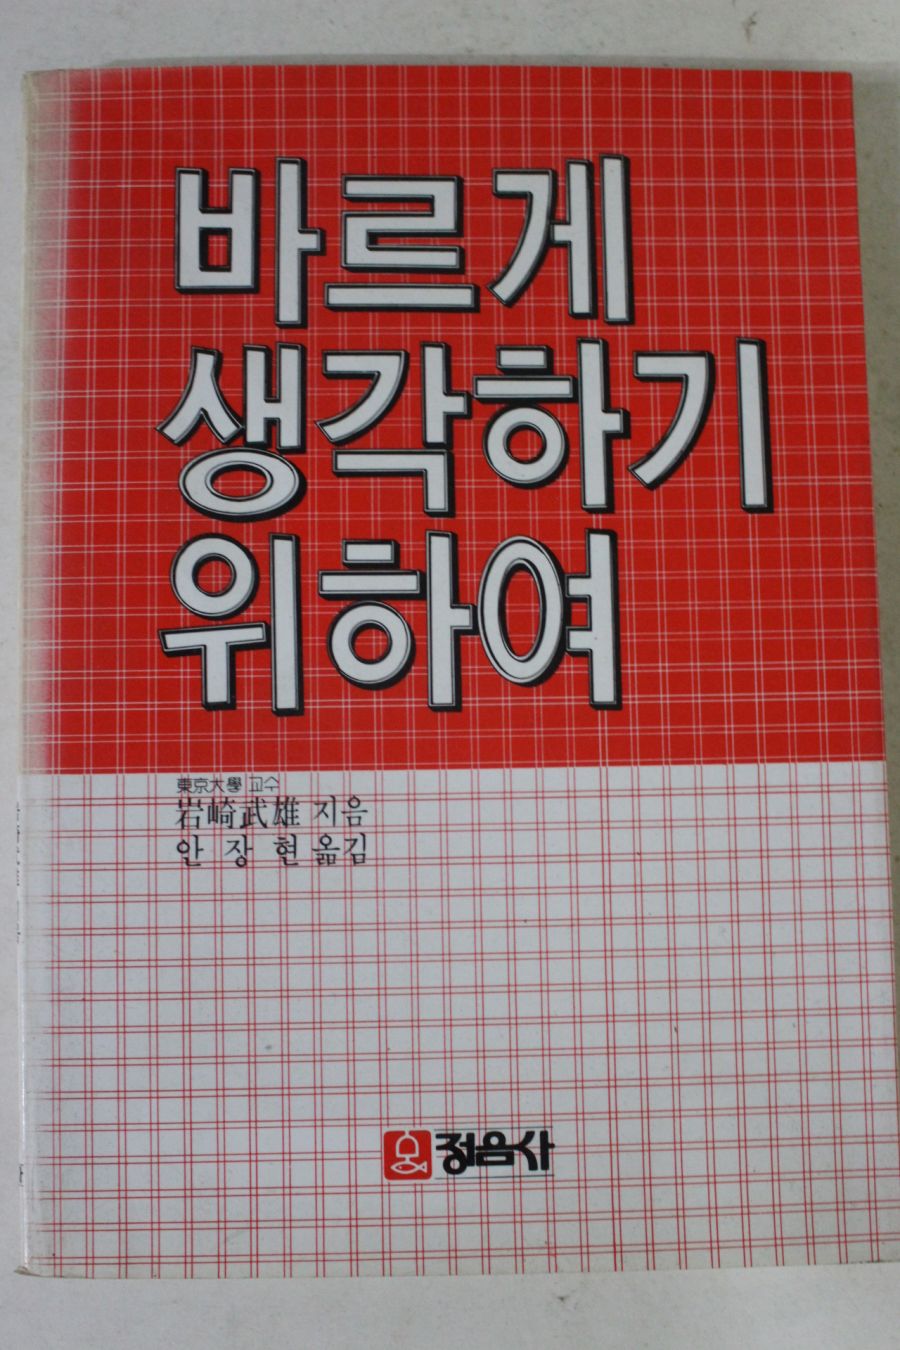 바르게
생각하기
위하여
東京大學 교수
岩崎武雄 지음
안 장 현 옮김
정음사